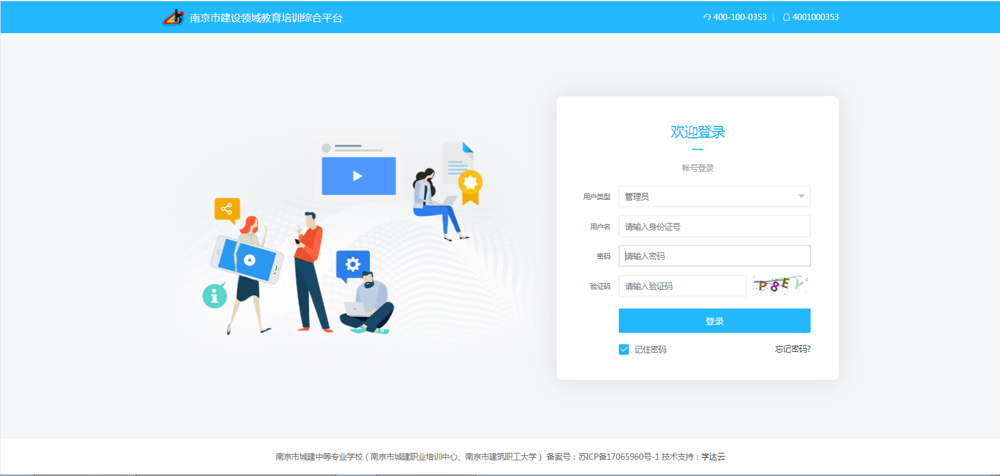 南京市建设领域教育培训综合平台
400-100-0353 | 4001000353
欢迎登录
帐号登录
用户类型 管理员
用户名 请输入身份证号
密码 请输入密码
验证码 请输入验证码 P8EY
登录
记住密码 忘记密码?
南京市城建中等专业学校（南京市城建职业培训中心、南京市建筑职工大学） 备案号：苏ICP备17065960号-1 技术支持：学达云